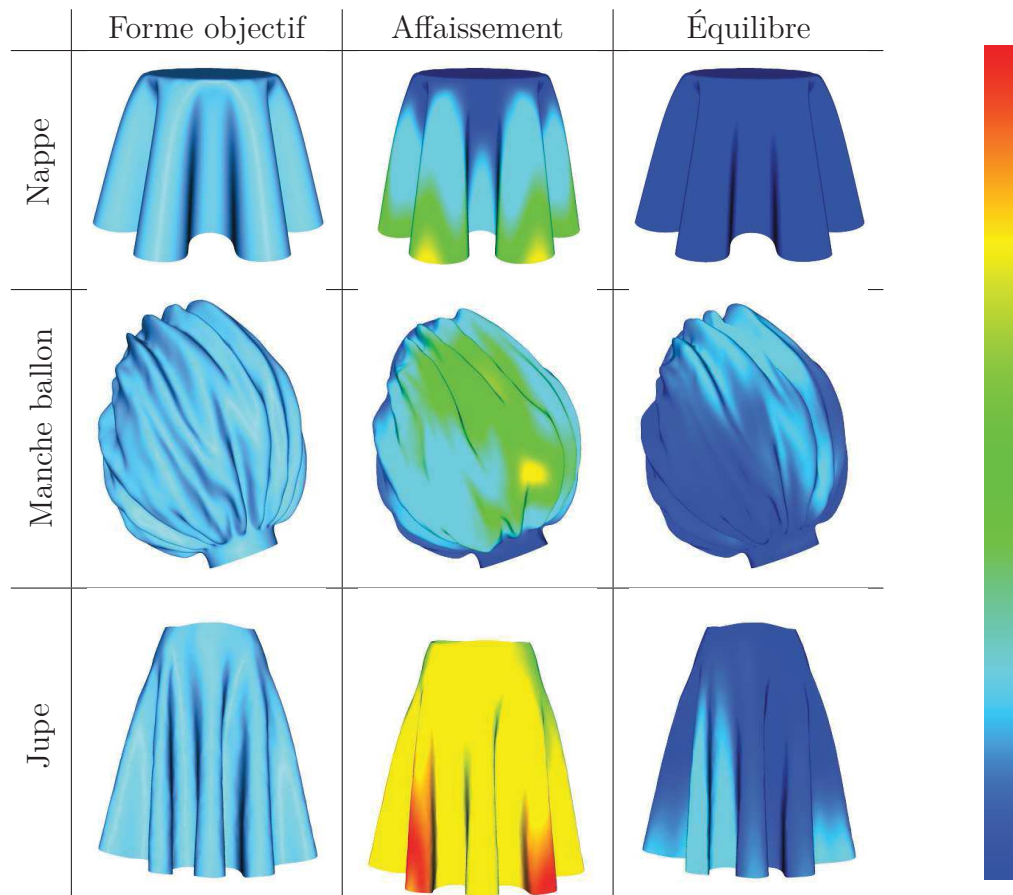 Forme objectif
Affaissement
Équilibre
Nappe
Manche ballon
Jupe